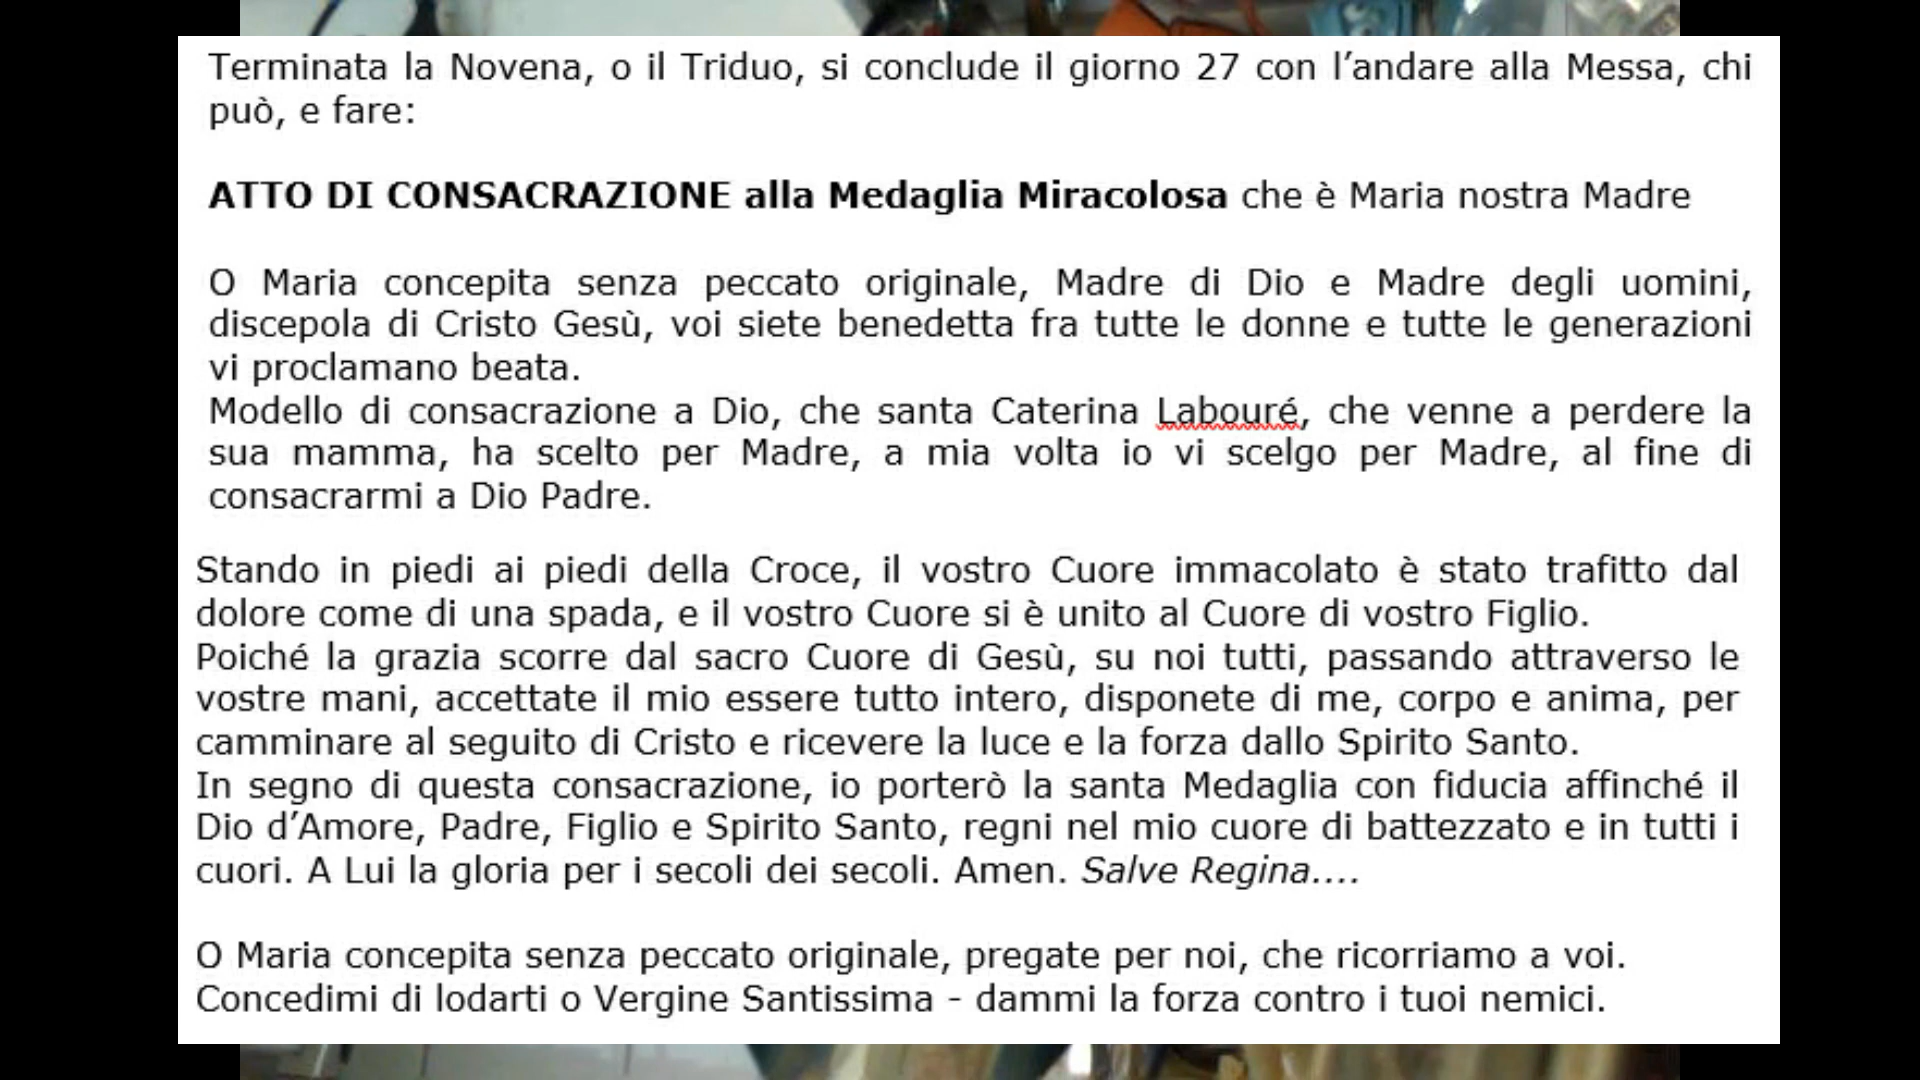 Terminata la Novena, o il Triduo, si conclude il giorno 27 con l’andare alla Messa, chi
può, e fare:
ATTO DI CONSACRAZIONE alla Medaglia Miracolosa che è Maria nostra Madre
O Maria concepita senza peccato originale, Madre di Dio e Madre degli uomini,
discepola di Cristo Gesù, voi siete benedetta fra tutte le donne e tutte le generazioni
vi proclamano beata.
Modello di consacrazione a Dio, che santa Caterina Labouré, che venne a perdere la
sua mamma, ha scelto per Madre, a mia volta io vi scelgo per Madre, al fine di
consacrarmi a Dio Padre.
Stando in piedi ai piedi della Croce, il vostro Cuore immacolato è stato trafitto dal
dolore come di una spada, e il vostro Cuore si è unito al Cuore di vostro Figlio.
Poiché la grazia scorre dal sacro Cuore di Gesù, su noi tutti, passando attraverso le
vostre mani, accettate il mio essere tutto intero, disponete di me, corpo e anima, per
camminare al seguito di Cristo e ricevere la luce e la forza dallo Spirito Santo.
In segno di questa consacrazione, io porterò la santa Medaglia con fiducia affinché il
Dio d’Amore, Padre, Figlio e Spirito Santo, regni nel mio cuore di battezzato e in tutti i
cuori. A Lui la gloria per i secoli dei secoli. Amen. Salve Regina....
O Maria concepita senza peccato originale, pregate per noi, che ricorriamo a voi.
Concedimi di lodarti o Vergine Santissima - dammi la forza contro i tuoi nemici.